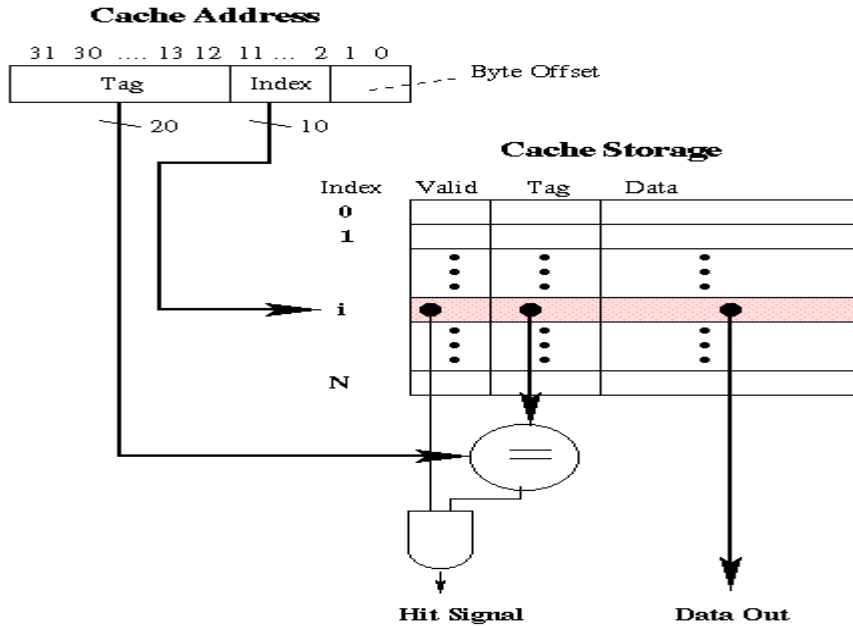 Cache Address
31 30 .... 13 12 11 ... 2 1 0
Tag Index Byte Offset
20 10
Cache Storage
Index Valid Tag Data
0
1
i
N
==
Hit Signal Data Out